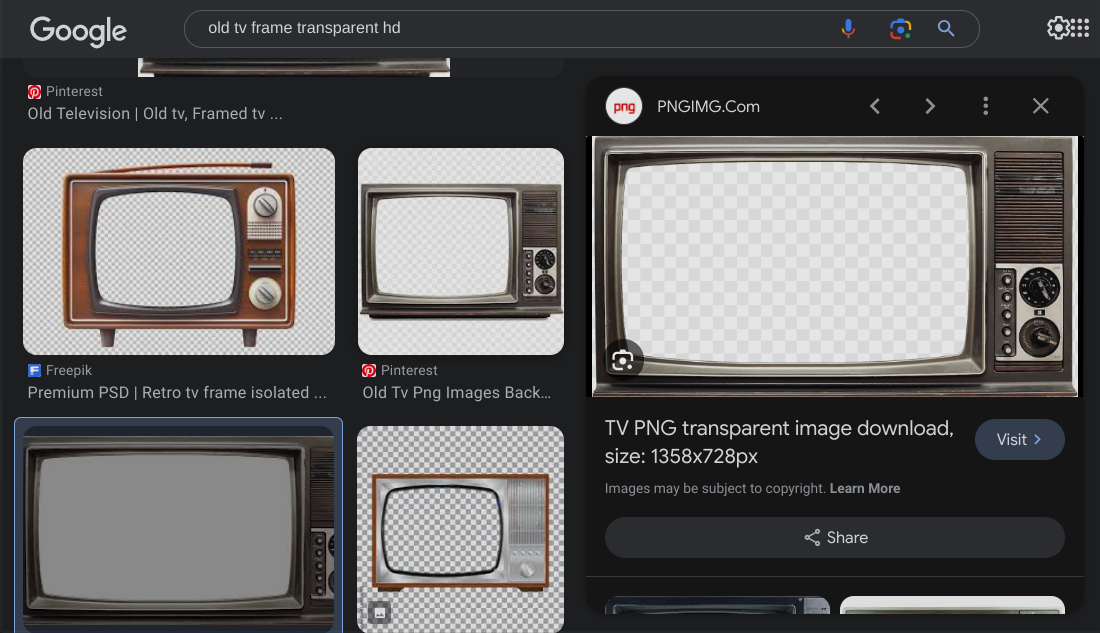 Google
old tv frame transparent hd
Pinterest
Old Television | Old tv, Framed tv ...
Freepik
Premium PSD | Retro tv frame isolated ...
Pinterest
Old Tv Png Images Back...
png
PNGIMG.Com
TV PNG transparent image download,
size: 1358x728px
Visit
Images may be subject to copyright. Learn More
Share